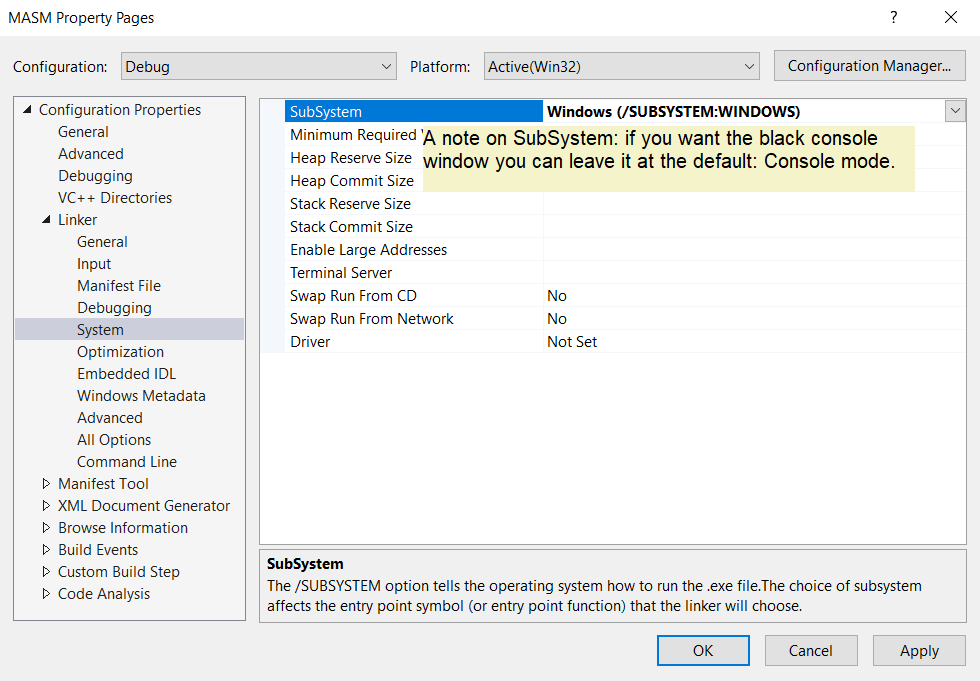 MASM Property Pages
?
Configuration: Debug Platform: Active(Win32) Configuration Manager...
Configuration Properties
General
Advanced
Debugging
VC++ Directories
Linker
General
Input
Manifest File
Debugging
System
Optimization
Embedded IDL
Windows Metadata
Advanced
All Options
Command Line
Manifest Tool
XML Document Generator
Browse Information
Build Events
Custom Build Step
Code Analysis
SubSystem Windows (/SUBSYSTEM:WINDOWS)
Minimum Required
A note on SubSystem: if you want the black console
window you can leave it at the default: Console mode.
Heap Reserve Size
Heap Commit Size
Stack Reserve Size
Stack Commit Size
Enable Large Addresses
Terminal Server
Swap Run From CD No
Swap Run From Network No
Driver Not Set
SubSystem
The /SUBSYSTEM option tells the operating system how to run the .exe file.The choice of subsystem
affects the entry point symbol (or entry point function) that the linker will choose.
OK Cancel Apply